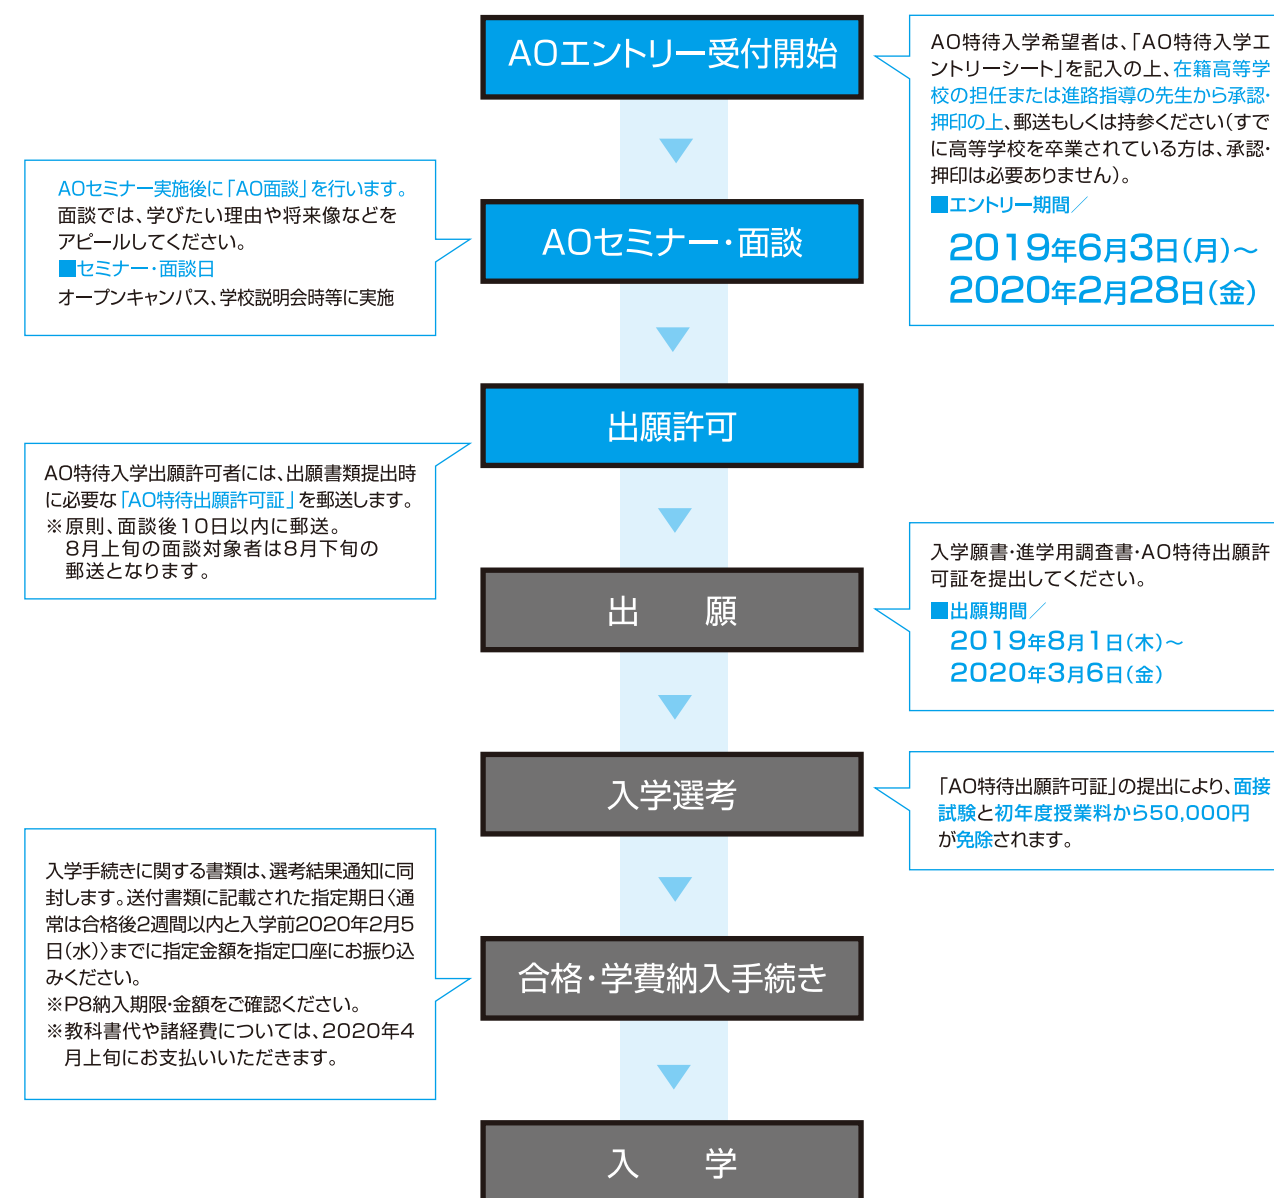 AOエントリー受付開始
AO特待入学希望者は、「AO特待入学エ
ントリーシート」を記入の上、在籍高等学
校の担任または進路指導の先生から承認・
押印の上、郵送もしくは持参ください（すで
に高等学校を卒業されている方は、承認・
押印は必要ありません）。
■エントリー期間／
2019年6月3日（月）～
2020年2月28日（金）
AOセミナー実施後に「AO面談」を行います。
面談では、学びたい理由や将来像などを
アピールしてください。
■セミナー・面談日
オープンキャンパス、学校説明会時等に実施
AOセミナー・面談
出願許可
AO特待入学出願許可者には、出願書類提出時
に必要な「AO特待出願許可証」を郵送します。
※原則、面談後10日以内に郵送。
8月上旬の面談対象者は8月下旬の
郵送となります。
出　願
入学願書・進学用調査書・AO特待出願許
可証を提出してください。
■出願期間／
2019年8月1日（木）～
2020年3月6日（金）
入学選考
「AO特待出願許可証」の提出により、面接
試験と初年度授業料から50,000円
が免除されます。
入学手続きに関する書類は、選考結果通知に同
封します。送付書類に記載された指定期日〈通
常は合格後2週間以内と入学前2020年2月5
日（水）〉までに指定金額を指定口座にお振り込
みください。
※P8納入期限・金額をご確認ください。
※教科書代や諸経費については、2020年4
月上旬にお支払いいただきます。
合格・学費納入手続き
入　学